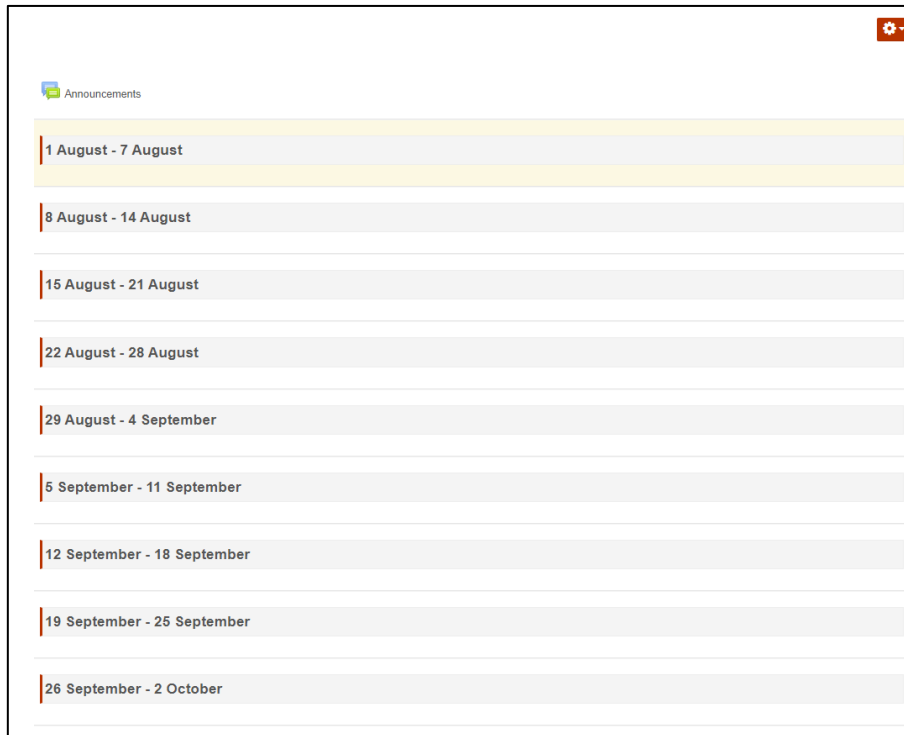 Announcements
1 August - 7 August
8 August - 14 August
15 August - 21 August
22 August - 28 August
29 August - 4 September
5 September - 11 September
12 September - 18 September
19 September - 25 September
26 September - 2 October